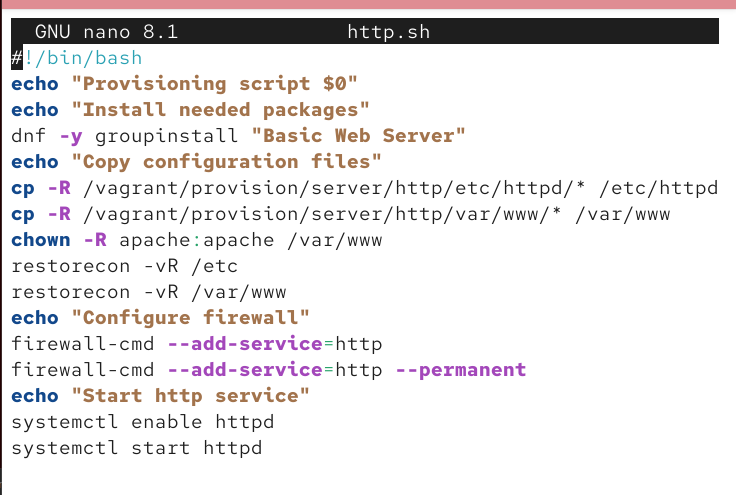 GNU nano 8.1 http.sh
#!/bin/bash
echo "Provisioning script $0"
echo "Install needed packages"
dnf -y groupinstall "Basic Web Server"
echo "Copy configuration files"
cp -R /vagrant/provision/server/http/etc/httpd/* /etc/httpd
cp -R /vagrant/provision/server/http/var/www/* /var/www
chown -R apache:apache /var/www
restorecon -vR /etc
restorecon -vR /var/www
echo "Configure firewall"
firewall-cmd --add-service=http
firewall-cmd --add-service=http --permanent
echo "Start http service"
systemctl enable httpd
systemctl start httpd